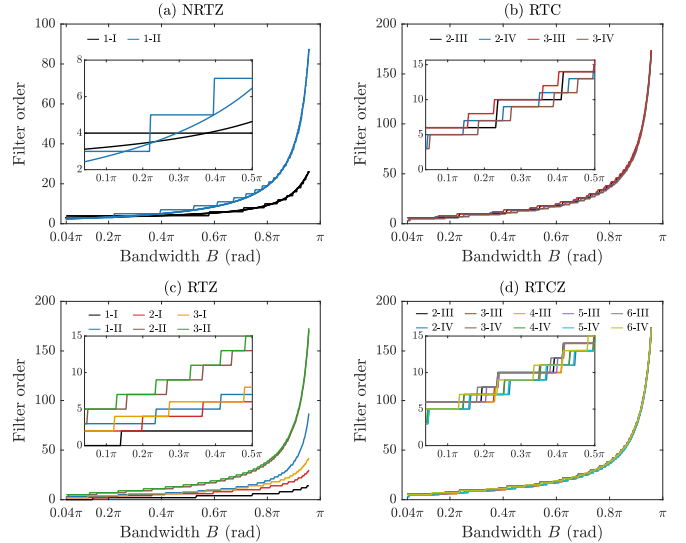 (a) NRTZ
1-I 1-II
100
80
60
40
20
0
Filter order
8
6
4
2
0.1π 0.2π 0.3π 0.4π 0.5π
0.04π 0.2π 0.4π 0.6π 0.8π π
Bandwidth B (rad)
(b) RTC
2-III 2-IV 3-III 3-IV
200
150
100
50
0
Filter order
15
10
5
0
0.1π 0.2π 0.3π 0.4π 0.5π
0.04π 0.2π 0.4π 0.6π 0.8π π
Bandwidth B (rad)
(c) RTZ
1-I 2-I 3-I
1-II 2-II 3-II
200
150
100
50
0
Filter order
15
10
5
0
0.1π 0.2π 0.3π 0.4π 0.5π
0.04π 0.2π 0.4π 0.6π 0.8π π
Bandwidth B (rad)
(d) RTCZ
2-III 3-III 4-III 5-III 6-III
2-IV 3-IV 4-IV 5-IV 6-IV
200
150
100
50
0
Filter order
15
10
5
0
0.1π 0.2π 0.3π 0.4π 0.5π
0.04π 0.2π 0.4π 0.6π 0.8π π
Bandwidth B (rad)